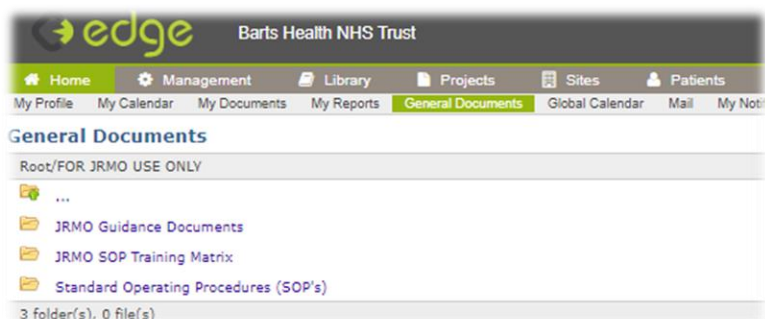 edge Barts Health NHS Trust
Home Management Library Projects Sites Patients
My Profile My Calendar My Documents My Reports General Documents Global Calendar Mail My Noti
General Documents
Root/FOR JRMO USE ONLY
...
JRMO Guidance Documents
JRMO SOP Training Matrix
Standard Operating Procedures (SOP's)
3 folder(s), 0 file(s)